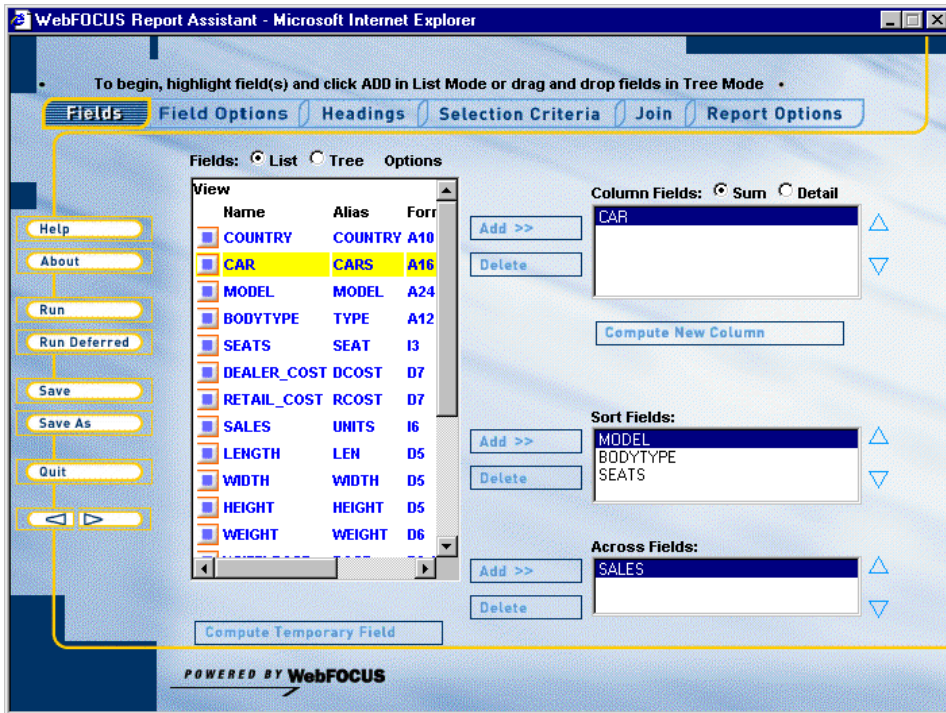 WebFOCUS Report Assistant - Microsoft Internet Explorer
• To begin, highlight field(s) and click ADD in List Mode or drag and drop fields in Tree Mode •
Fields Field Options Headings Selection Criteria Join Report Options
Fields: List Tree Options
View
Name Alias Forr
COUNTRY COUNTRY A10
CAR CARS A16
MODEL MODEL A24
BODYTYPE TYPE A12
SEATS SEAT I3
DEALER_COST DCOST D7
RETAIL_COST RCOST D7
SALES UNITS I6
LENGTH LEN D5
WIDTH WIDTH D5
HEIGHT HEIGHT D5
WEIGHT WEIGHT D6
Compute Temporary Field
Help
About
Run
Run Deferred
Save
Save As
Quit
Column Fields: Sum Detail
Add >>
Delete
CAR
Compute New Column
Sort Fields:
Add >>
Delete
MODEL
BODYTYPE
SEATS
Across Fields:
Add >>
Delete
SALES
POWERED BY WebFOCUS